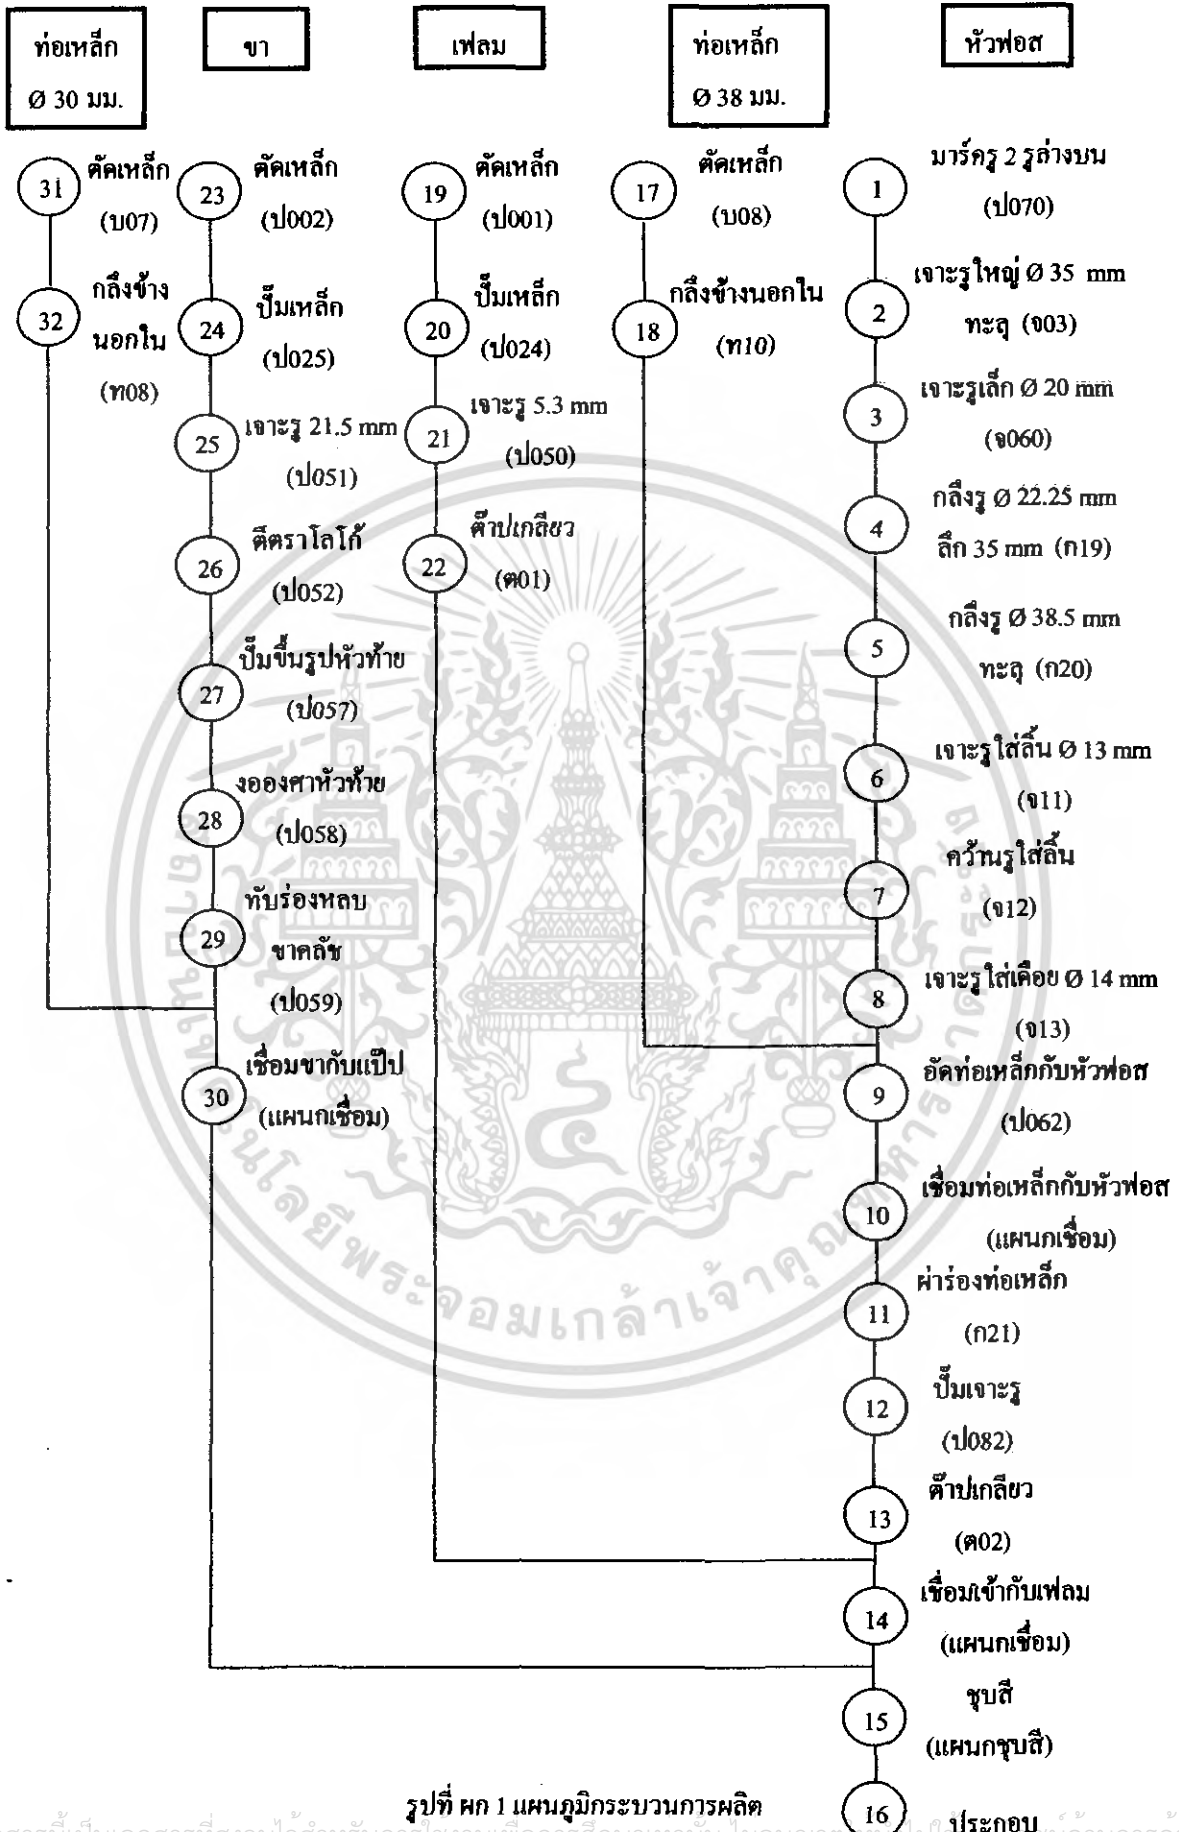 ท่อเหล็ก
Ø 30 มม.
ขา
เฟลม
ท่อเหล็ก
Ø 38 มม.
หัวฟอส
31
ตัดเหล็ก
(บ07)
32
กลึงข้าง
นอกใน
(ท08)
23
ตัดเหล็ก
(ป002)
24
ปั๊มเหล็ก
(ป025)
25
เจาะรู 21.5 mm
(ป051)
26
ตีตราโลโก้
(ป052)
27
ปั๊มขึ้นรูปหัวท้าย
(ป057)
28
งอองศาหัวท้าย
(ป058)
29
ทับร่องหลบ
ขาคลัช
(ป059)
30
เชื่อมขากับแป๊ป
(แผนกเชื่อม)
19
ตัดเหล็ก
(ป001)
20
ปั๊มเหล็ก
(ป024)
21
เจาะรู 5.3 mm
(ป050)
22
ต๊าปเกลียว
(ต01)
17
ตัดเหล็ก
(บ08)
18
กลึงข้างนอกใน
(ท10)
1
มาร์ครู 2 รูล่างบน
(ป070)
2
เจาะรูใหญ่ Ø 35 mm
ทะลุ (จ03)
3
เจาะรูเล็ก Ø 20 mm
(จ060)
4
กลึงรู Ø 22.25 mm
ลึก 35 mm (ก19)
5
กลึงรู Ø 38.5 mm
ทะลุ (ก20)
6
เจาะรูใส่ลิ้น Ø 13 mm
(จ11)
7
คว้านรูใส่ลิ้น
(จ12)
8
เจาะรูใส่เดือย Ø 14 mm
(จ13)
9
อัดท่อเหล็กกับหัวฟอส
(ป062)
10
เชื่อมท่อเหล็กกับหัวฟอส
(แผนกเชื่อม)
11
ผ่าร่องท่อเหล็ก
(ก21)
12
ปั๊มเจาะรู
(ป082)
13
ต๊าปเกลียว
(ต02)
14
เชื่อมเข้ากับเฟลม
(แผนกเชื่อม)
15
ชุบสี
(แผนกชุบสี)
16
ประกอบ
รูปที่ ผก 1 แผนภูมิกระบวนการผลิต